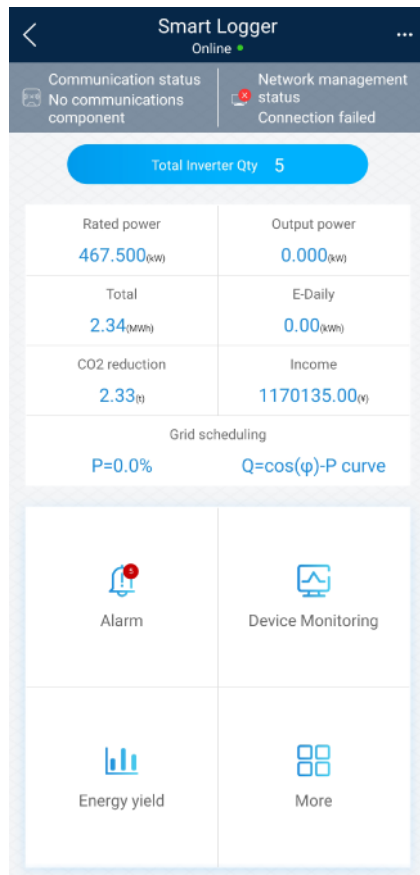 Smart Logger
...
Online
Communication status
No communications
component
Network management
status
Connection failed
Total Inverter Qty 5
Rated power
Output power
467.500(kW)
0.000(kW)
Total
E-Daily
2.34(MWh)
0.00(kWh)
CO2 reduction
Income
2.33(t)
1170135.00(¥)
Grid scheduling
P=0.0%
Q=cos(φ)-P curve
5
Alarm
Device Monitoring
Energy yield
More